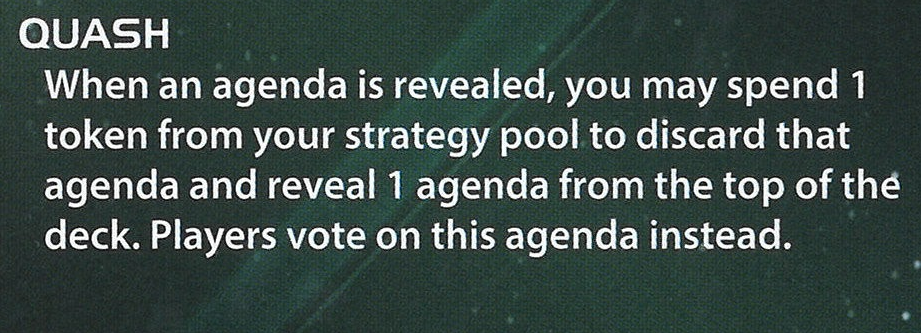 QUASH
When an agenda is revealed, you may spend 1
token from your strategy pool to discard that
agenda and reveal 1 agenda from the top of the
deck. Players vote on this agenda instead.